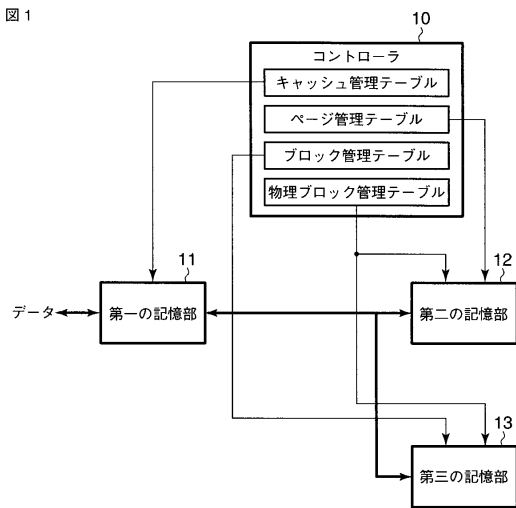 図1
10
コントローラ
キャッシュ管理テーブル
ページ管理テーブル
ブロック管理テーブル
物理ブロック管理テーブル
11
12
データ
第一の記憶部
第二の記憶部
13
第三の記憶部